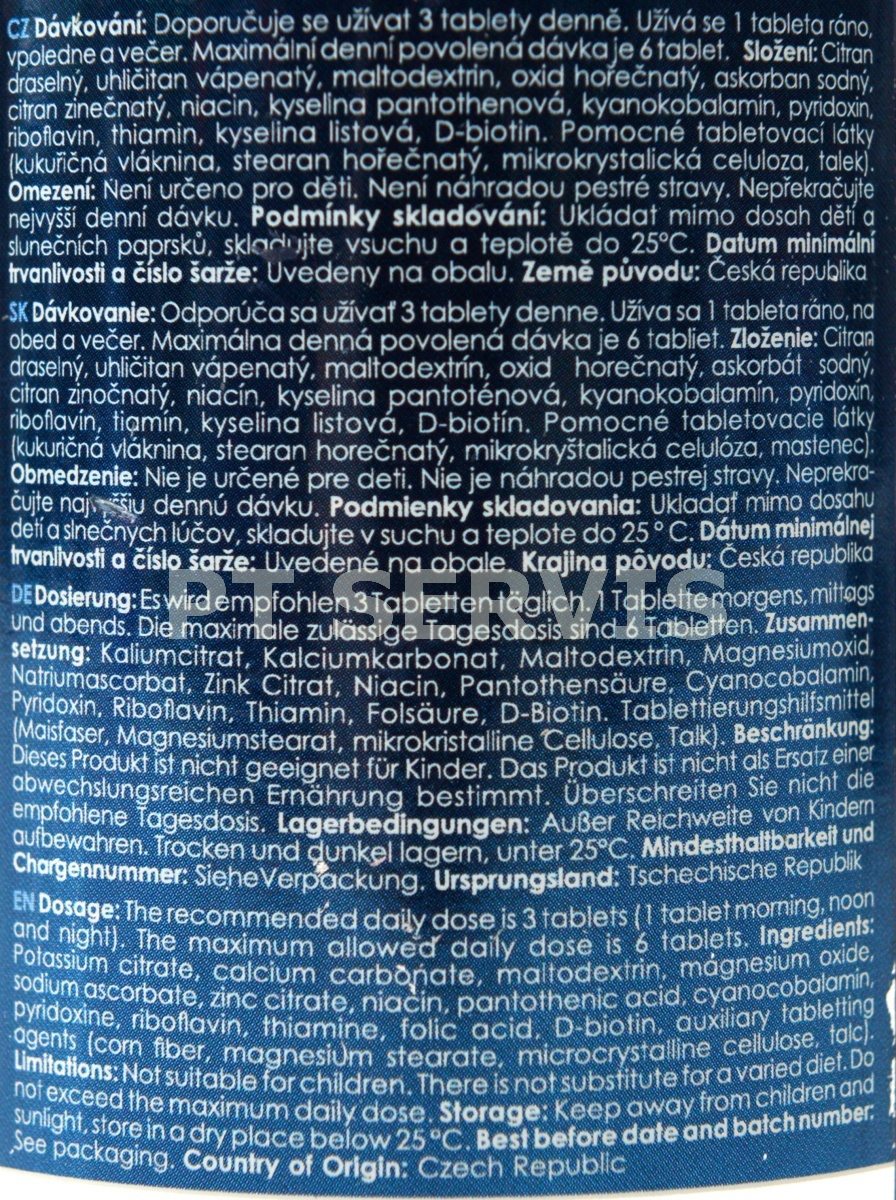 CZ Dávkování: Doporučuje se užívat 3 tablety denně. Užívá se 1 tableta ráno,
vpoledne a večer. Maximální denní povolená dávka je 6 tablet. Složení: Citran
draselný, uhličitan vápenatý, maltodextrin, oxid hořečnatý, askorban sodný,
citran zinečnatý, niacin, kyselina pantothenová, kyanokobalamin, pyridoxin,
riboflavin, thiamin, kyselina listová, D-biotin. Pomocné tabletovací látky
(kukuřičná vláknina, stearan hořečnatý, mikrokrystalická celuloza, talek).
Omezení: Není určeno pro děti. Není náhradou pestré stravy. Nepřekračujte
nejvyšší denní dávku. Podmínky skladování: Ukládat mimo dosah dětí a
slunečních paprsků, skladujte vsuchu a teplotě do 25°C. Datum minimální
trvanlivosti a číslo šarže: Uvedeny na obalu. Země původu: Česká republika
SK Dávkovanie: Odporúča sa užívať 3 tablety denne. Užíva sa 1 tableta ráno, na
obed a večer. Maximálna denná povolená dávka je 6 tabliet. Zloženie: Citran
draselný, uhličitan vápenatý, maltodextrín, oxid horečnatý, askorbát sodný,
citran zinočnatý, niacín, kyselina pantoténová, kyanokobalamín, pyridoxín,
riboflavín, tiamín, kyselina listová, D-biotín. Pomocné tabletovacie látky
(kukuričná vláknina, stearan horečnatý, mikrokryštalická celulóza, mastenec).
Obmedzenie: Nie je určené pre deti. Nie je náhradou pestrej stravy. Neprekra-
čujte dennú dávku. Podmienky skladovania: Ukladať mimo dosahu
detí a slnečných lúčov, skladujte v suchu a teplote do 25 ° C. Dátum minimálnej
trvanlivosti a číslo šarže: Uvedené na obale. Krajina pôvodu: Česká republika
PT SERVIS
DE Dosierung: Es wird empfohlen 3 Tabletten täglich. 1 Tablette morgens, mittags
und abends. Die maximale zulässige Tagesdosis sind 6 Tabletten. Zusammen-
setzung: Kaliumcitrat, Kalciumkarbonat, Maltodextrin, Magnesiumoxid,
Natriumascorbat, Zink Citrat, Niacin, Pantothensäure, Cyanocobalamin,
Pyridoxin, Riboflavin, Thiamin, Folsäure, D-Biotin. Tablettierungshilfsmittel
(Maisfaser, Magnesiumstearat, mikrokristalline Cellulose, Talk). Beschränkung:
Dieses Produkt ist nicht geeignet für Kinder. Das Produkt ist nicht als Ersatz einer
abwechslungsreichen Ernährung bestimmt. Überschreiten Sie nicht die
empfohlene Tagesdosis. Lagerbedingungen: Außer Reichweite von Kindern
aufbewahren. Trocken und dunkel lagern, unter 25°C. Mindesthaltbarkeit und
Chargennummer: Siehe Verpackung. Ursprungsland: Tschechische Republik
EN Dosage: The recommended daily dose is 3 tablets (1 tablet morning, noon
and night). The maximum allowed daily dose is 6 tablets. Ingredients:
Potassium citrate, calcium carbonate, maltodextrin, magnesium oxide,
sodium ascorbate, zinc citrate, niacin, pantothenic acid, cyanocobalamin,
pyridoxine, riboflavin, thiamine, folic acid, D-biotin, auxiliary tabletting
agents (corn fiber, magnesium stearate, microcrystalline cellulose, talc).
Limitations: Not suitable for children. There is not substitute for a varied diet. Do
not exceed the maximum daily dose. Storage: Keep away from children and
sunlight, store in a dry place below 25 °C. Best before date and batch number:
See packaging. Country of Origin: Czech Republic